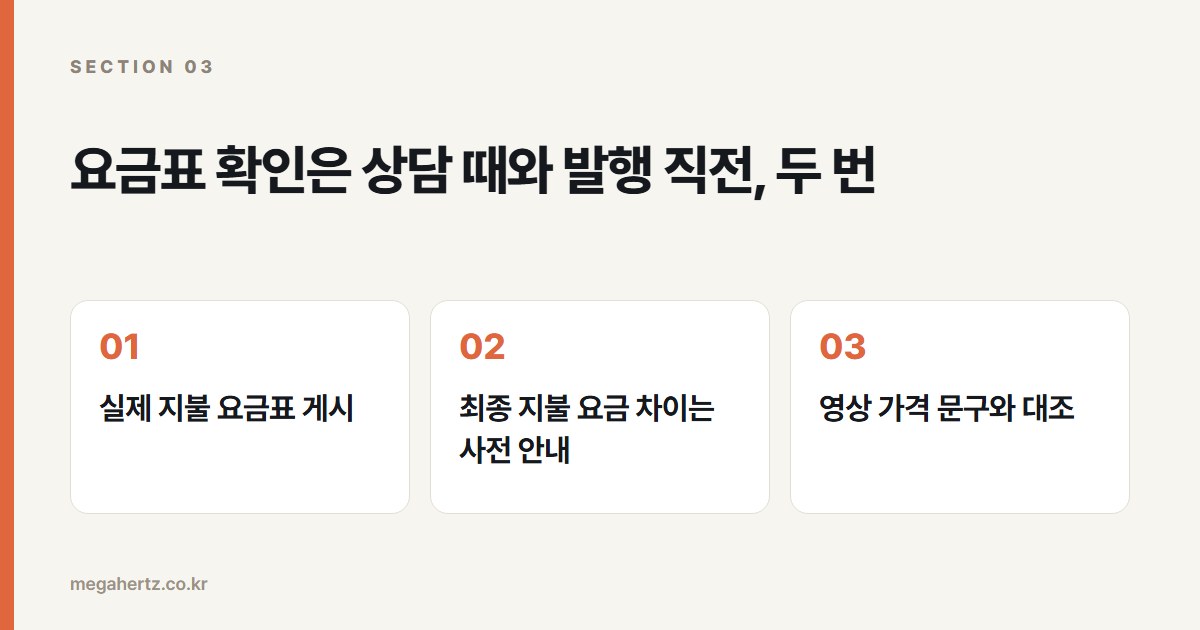 SECTION 03
요금표 확인은 상담 때와 발행 직전, 두 번
01
실제 지불 요금표 게시
02
최종 지불 요금 차이는
사전 안내
03
영상 가격 문구와 대조
megahertz.co.kr